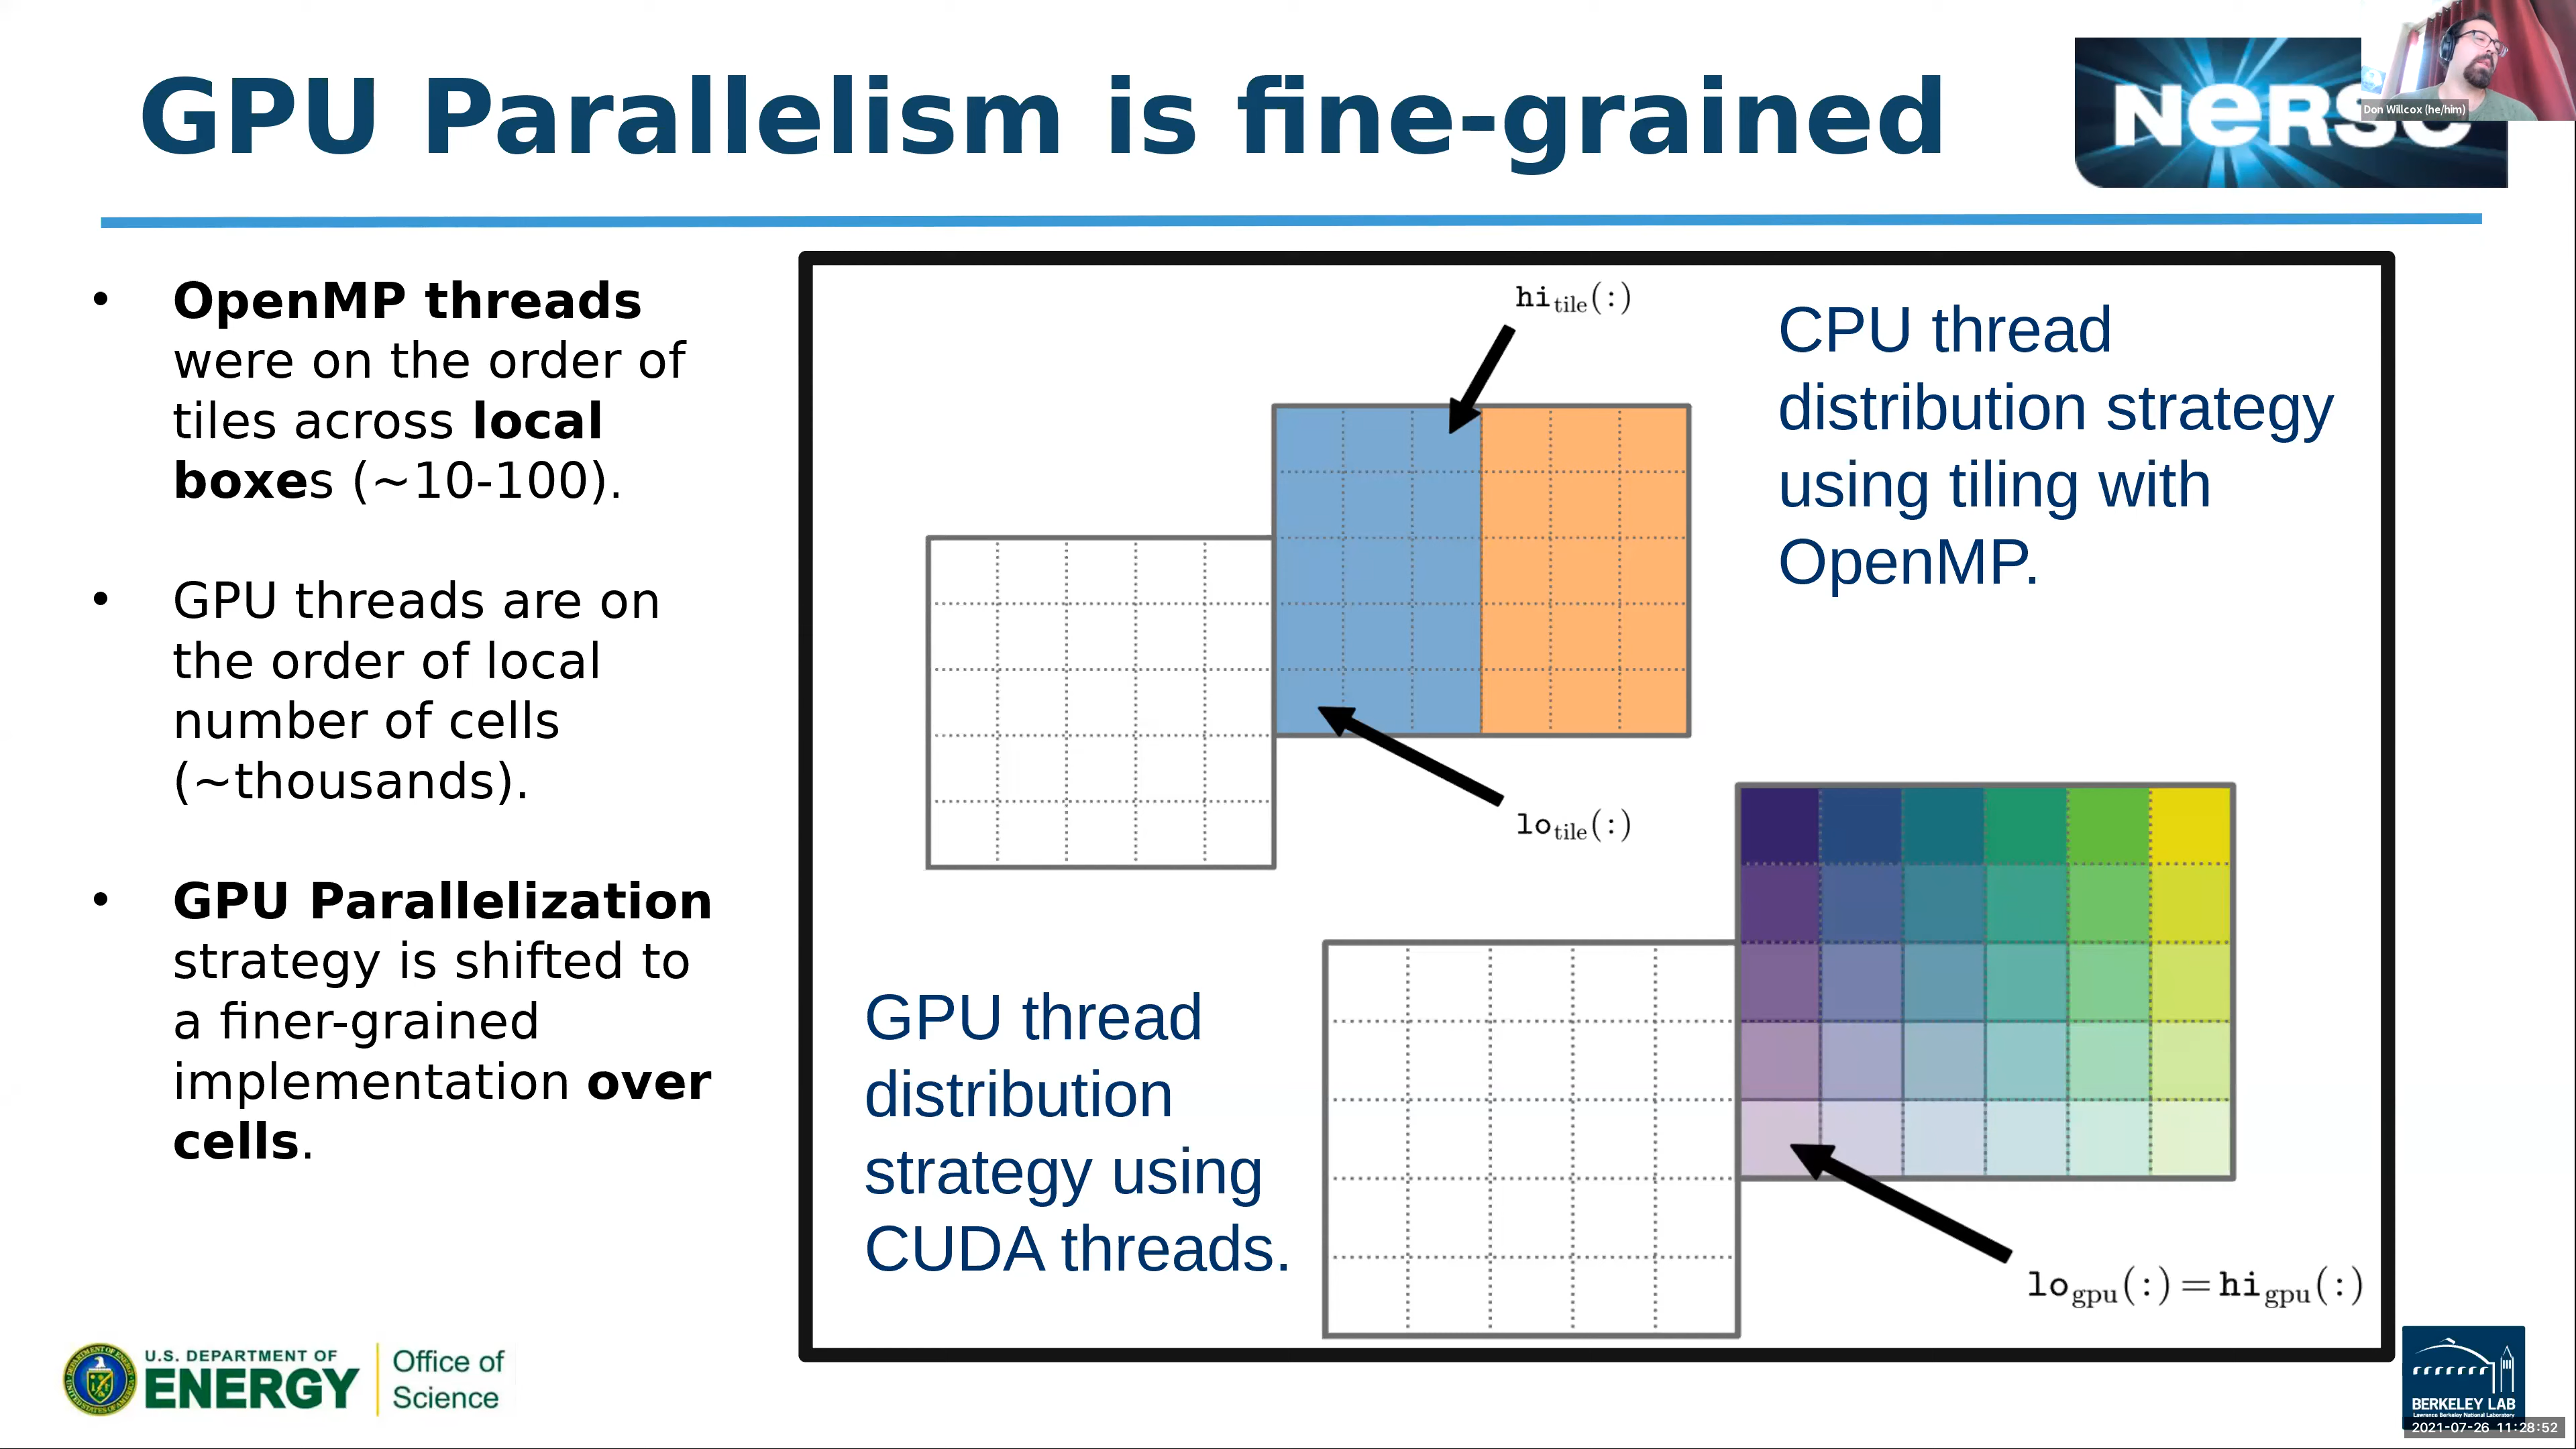 GPU Parallelism is fine-grained
NERSC
Don Willcox (he/him)
• OpenMP threads
were on the order of
tiles across local
boxes (~10-100).
• GPU threads are on
the order of local
number of cells
(~thousands).
• GPU Parallelization
strategy is shifted to
a finer-grained
implementation over
cells.
hi_tile(:)
CPU thread
distribution strategy
using tiling with
OpenMP.
lo_tile(:)
GPU thread
distribution
strategy using
CUDA threads.
lo_gpu(:) = hi_gpu(:)
U.S. DEPARTMENT OF
ENERGY
Office of
Science
BERKELEY LAB
Lawrence Berkeley National Laboratory
2021-07-26 11:28:52